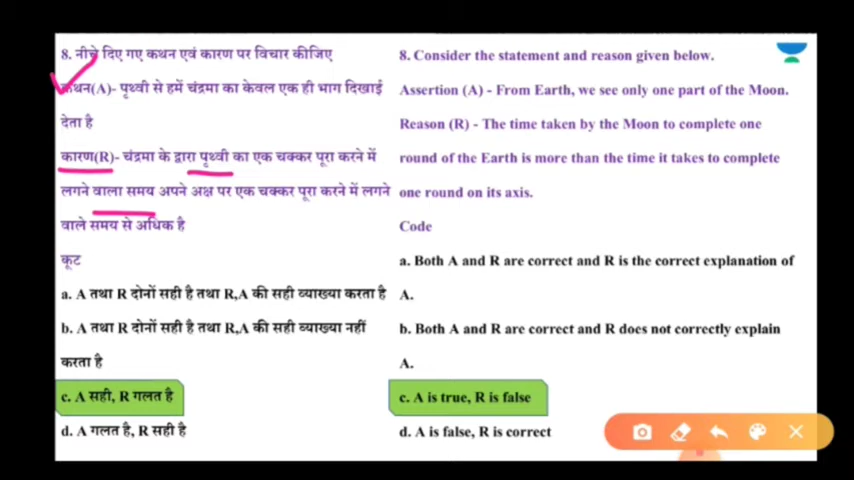 8. नीचे दिए गए कथन एवं कारण पर विचार कीजिए
कथन(A)- पृथ्वी से हमें चंद्रमा का केवल एक ही भाग दिखाई
देता है
कारण(R)- चंद्रमा के द्वारा पृथ्वी का एक चक्कर पूरा करने में
लगने वाला समय अपने अक्ष पर एक चक्कर पूरा करने में लगने
वाले समय से अधिक है
कूट
a. A तथा R दोनों सही है तथा R,A की सही व्याख्या करता है
b. A तथा R दोनों सही है तथा R,A की सही व्याख्या नहीं
करता है
c. A सही, R गलत है
d. A गलत है, R सही है
8. Consider the statement and reason given below.
Assertion (A) - From Earth, we see only one part of the Moon.
Reason (R) - The time taken by the Moon to complete one
round of the Earth is more than the time it takes to complete
one round on its axis.
Code
a. Both A and R are correct and R is the correct explanation of
A.
b. Both A and R are correct and R does not correctly explain
A.
c. A is true, R is false
d. A is false, R is correct